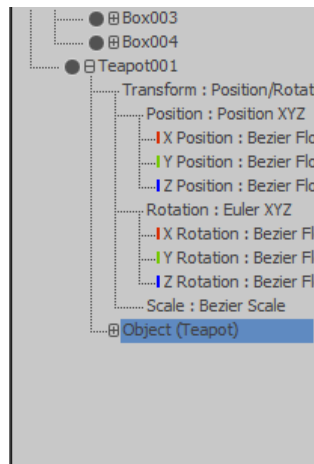 Box003
Box004
Teapot001
Transform : Position/Rotat
Position : Position XYZ
X Position : Bezier Flo
Y Position : Bezier Flo
Z Position : Bezier Flo
Rotation : Euler XYZ
X Rotation : Bezier Fl
Y Rotation : Bezier Fl
Z Rotation : Bezier Fl
Scale : Bezier Scale
Object (Teapot)